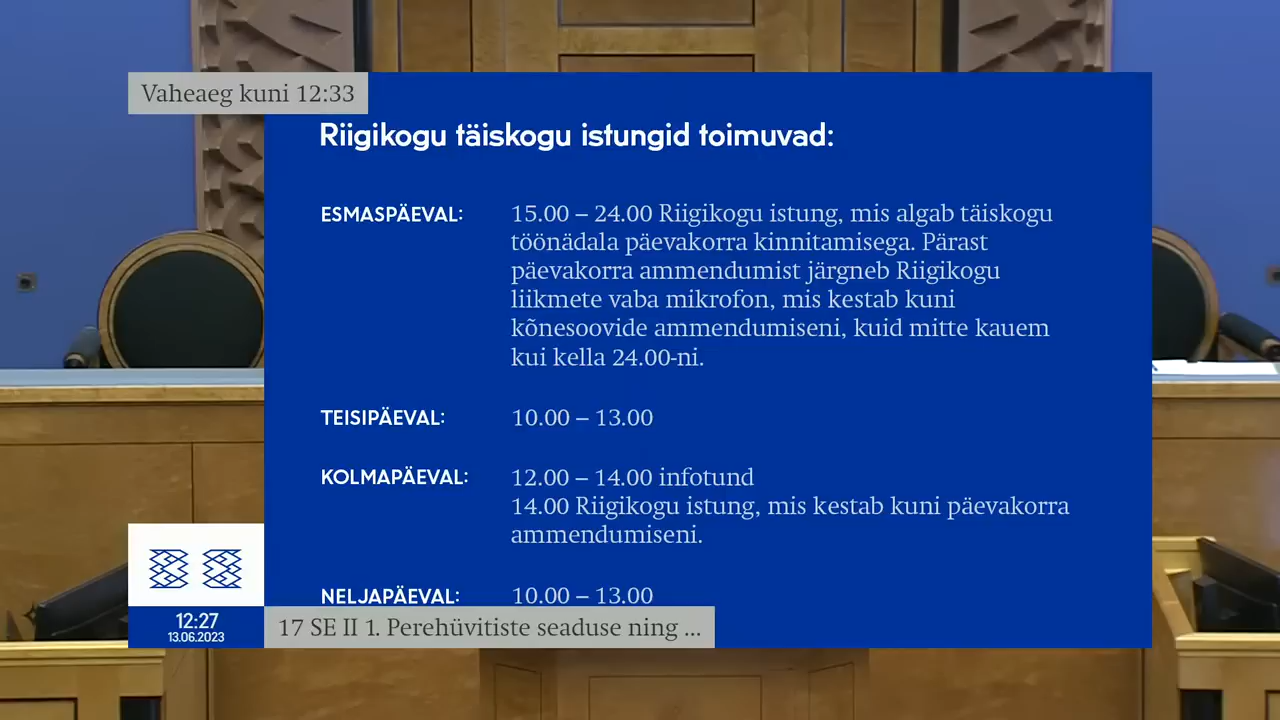 Vaheaeg kuni 12:33
Riigikogu täiskogu istungid toimuvad:
ESMASPÄEVAL:
15.00 – 24.00 Riigikogu istung, mis algab täiskogu
töönädala päevakorra kinnitamisega. Pärast
päevakorra ammendumist järgneb Riigikogu
liikmete vaba mikrofon, mis kestab kuni
kõnesoovide ammendumiseni, kuid mitte kauem
kui kella 24.00-ni.
TEISIPÄEVAL:
10.00 – 13.00
KOLMAPÄEVAL:
12.00 – 14.00 infotund
14.00 Riigikogu istung, mis kestab kuni päevakorra
ammendumiseni.
NELJAPÄEVAL:
10.00 – 13.00
12:27
13.06.2023
17 SE II 1. Perehüvitiste seaduse ning ...